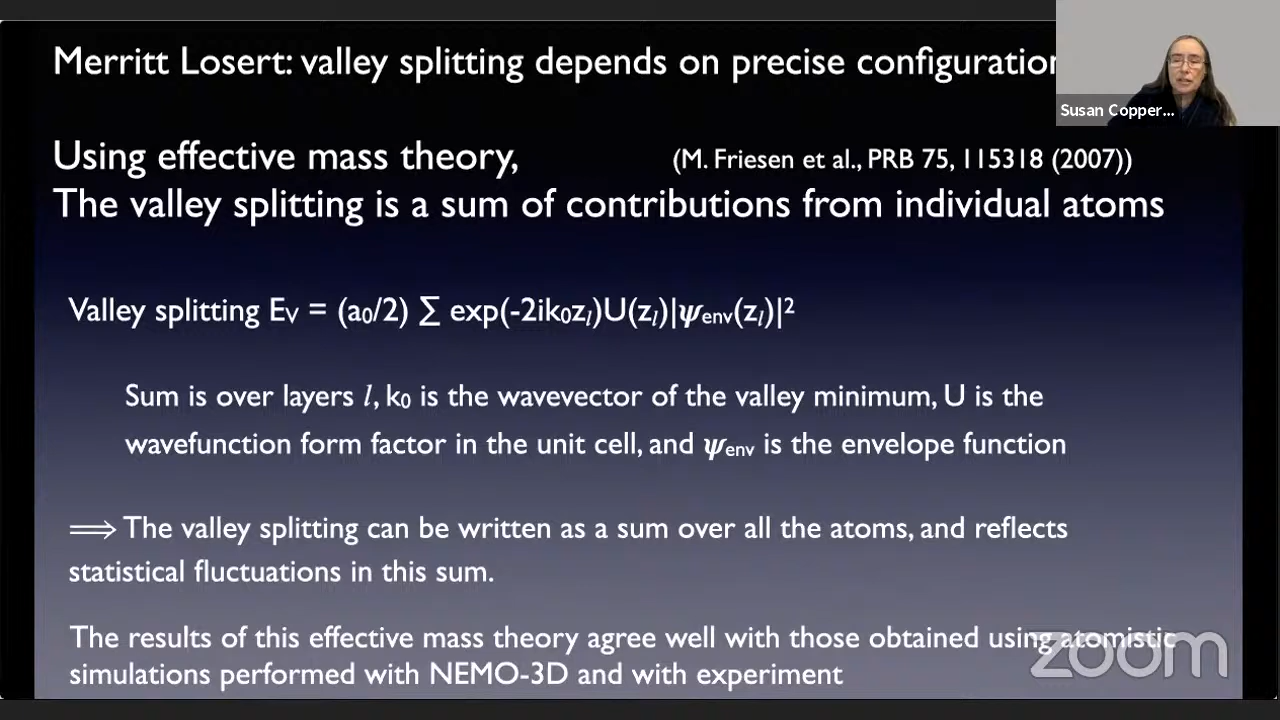 Merritt Losert: valley splitting depends on precise configuration
Susan Copper...
Using effective mass theory, (M. Friesen et al., PRB 75, 115318 (2007))
The valley splitting is a sum of contributions from individual atoms
Valley splitting Eᵥ = (a₀/2) ∑ exp(-2ik₀zₗ)U(zₗ)|ψenv(zₗ)|²
Sum is over layers l, k₀ is the wavevector of the valley minimum, U is the
wavefunction form factor in the unit cell, and ψenv is the envelope function
⟹ The valley splitting can be written as a sum over all the atoms, and reflects
statistical fluctuations in this sum.
The results of this effective mass theory agree well with those obtained using atomistic
simulations performed with NEMO-3D and with experiment
zoom